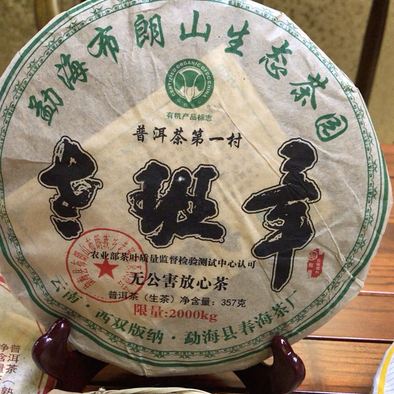 勐海布朗山生态茶园
有机产品标志
普洱茶第一村
老班章
农业部茶叶质量监督检验测试中心认可
无公害放心茶
普洱茶（生茶）净含量：357克
限量：2000kg
云南·西双版纳·勐海县春海茶厂